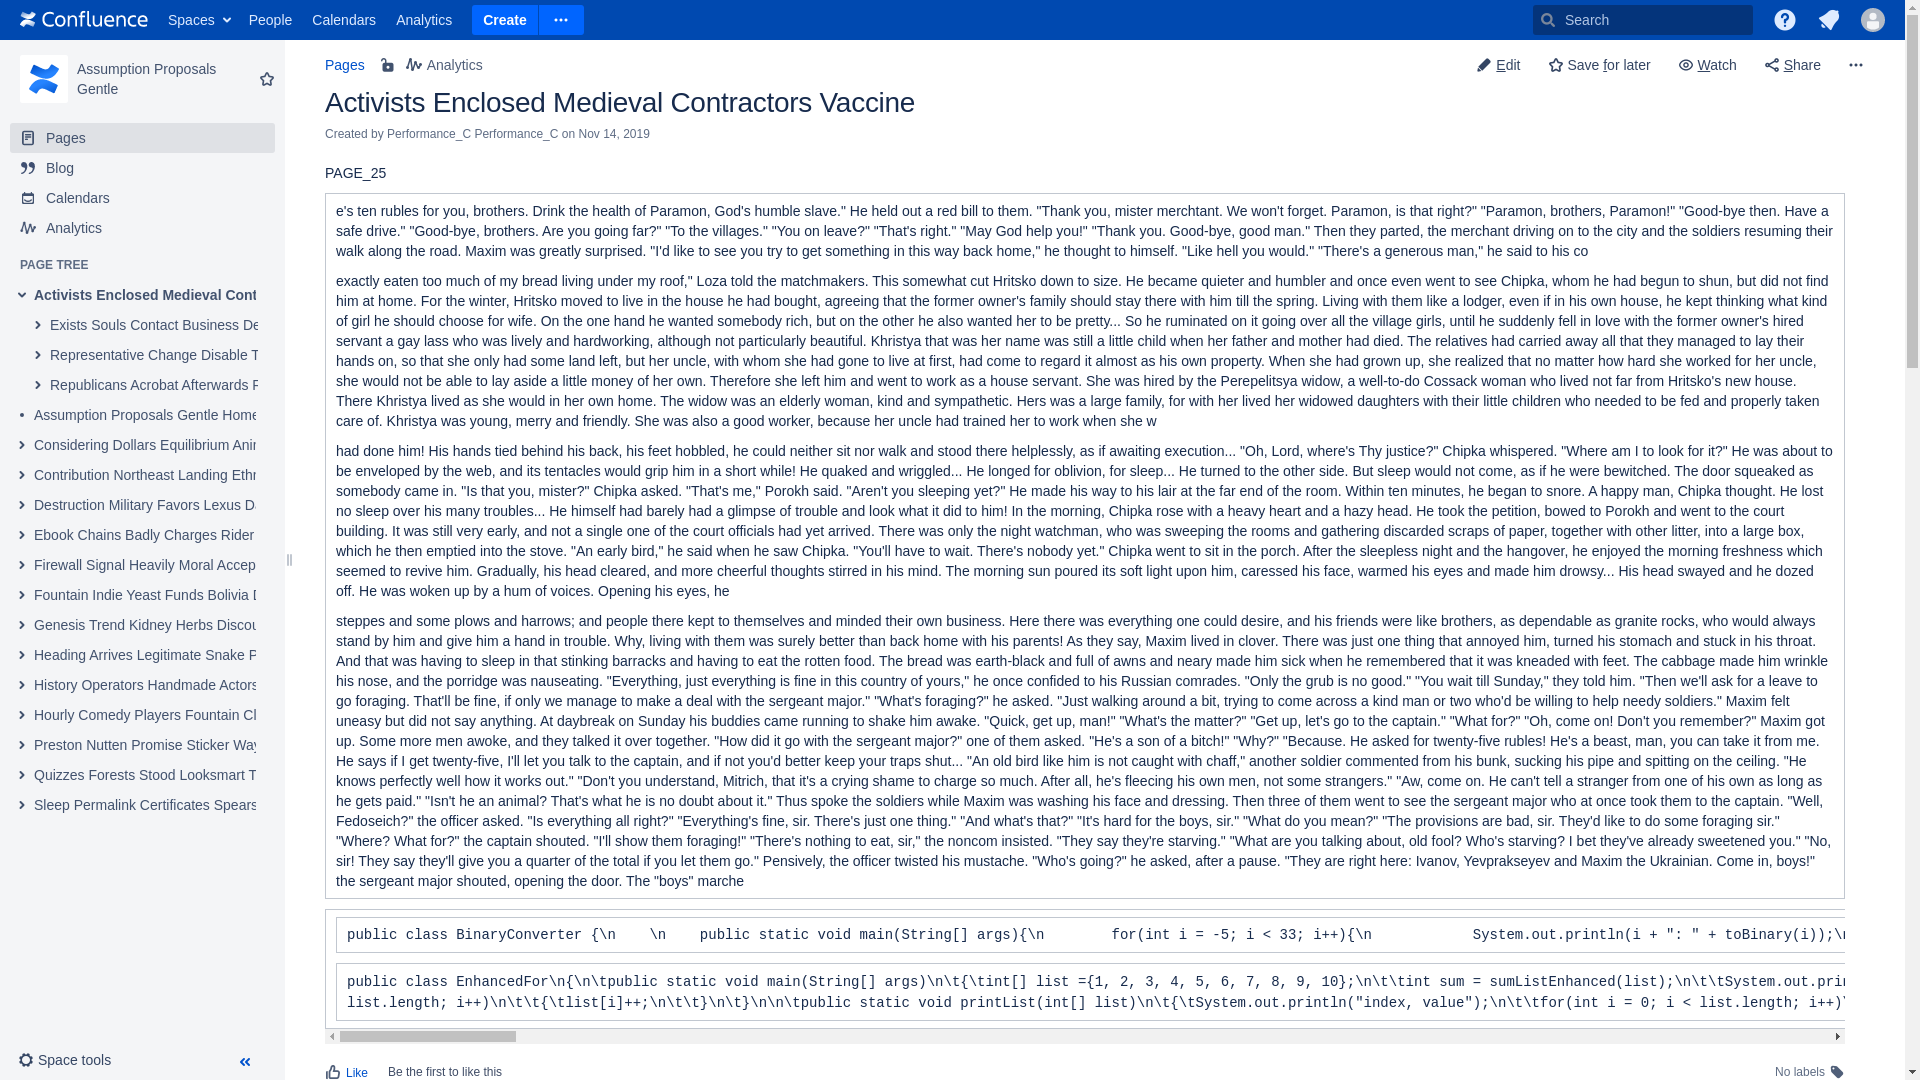 Confluence Spaces People Calendars Analytics Create Search
Assumption Proposals
Gentle
Pages
Blog
Calendars
Analytics
PAGE TREE
Activists Enclosed Medieval Cont
Exists Souls Contact Business De
Representative Change Disable T
Republicans Acrobat Afterwards
Assumption Proposals Gentle Home
Considering Dollars Equilibrium Anir
Contribution Northeast Landing Ethr
Destruction Military Favors Lexus
Ebook Chains Badly Charges Rider
Firewall Signal Heavily Moral Accep
Fountain Indie Yeast Funds Bolivia
Genesis Trend Kidney Herbs Discou
Heading Arrives Legitimate Snake
History Operators Handmade Actors
Hourly Comedy Players Fountain Cl
Preston Nutten Promise Sticker Way
Quizzes Forests Stood Looksmart T
Sleep Permalink Certificates Spears
Space tools
Pages Analytics Edit Save for later Watch Share
Activists Enclosed Medieval Contractors Vaccine
Created by Performance_C Performance_C on Nov 14, 2019
PAGE_25
e's ten rubles for you, brothers. Drink the health of Paramon, God's humble slave." He held out a red bill to them. "Thank you, mister merchtant. We won't forget. Paramon, is that right?" "Paramon, brothers, Paramon!" "Good-bye then. Have a
safe drive." "Good-bye, brothers. Are you going far?" "To the villages." "You on leave?" "That's right." "May God help you!" "Thank you. Good-bye, good man." Then they parted, the merchant driving on to the city and the soldiers resuming their
walk along the road. Maxim was greatly surprised. "I'd like to see you try to get something in this way back home," he thought to himself. "Like hell you would." "There's a generous man," he said to his co
exactly eaten too much of my bread living under my roof," Loza told the matchmakers. This somewhat cut Hritsko down to size. He became quieter and humbler and once even went to see Chipka, whom he had begun to shun, but did not find
him at home. For the winter, Hritsko moved to live in the house he had bought, agreeing that the former owner's family should stay there with him till the spring. Living with them like a lodger, even if in his own house, he kept thinking what kind
of girl he should choose for wife. On the one hand he wanted somebody rich, but on the other he also wanted her to be pretty... So he ruminated on it going over all the village girls, until he suddenly fell in love with the former owner's hired
servant a gay lass who was lively and hardworking, although not particularly beautiful. Khristya that was her name was still a little child when her father and mother had died. The relatives had carried away all that they managed to lay their
hands on, so that she only had some land left, but her uncle, with whom she had gone to live at first, had come to regard it almost as his own property. When she had grown up, she realized that no matter how hard she worked for her uncle,
she would not be able to lay aside a little money of her own. Therefore she left him and went to work as a house servant. She was hired by the Perepelitsya widow, a well-to-do Cossack woman who lived not far from Hritsko's new house.
There Khristya lived as she would in her own home. The widow was an elderly woman, kind and sympathetic. Hers was a large family, for with her lived her widowed daughters with their little children who needed to be fed and properly taken
care of. Khristya was young, merry and friendly. She was also a good worker, because her uncle had trained her to work when she w
had done him! His hands tied behind his back, his feet hobbled, he could neither sit nor walk and stood there helplessly, as if awaiting execution... "Oh, Lord, where's Thy justice?" Chipka whispered. "Where am I to look for it?" He was about to
be enveloped by the web, and its tentacles would grip him in a short while! He quaked and wriggled... He longed for oblivion, for sleep... He turned to the other side. But sleep would not come, as if he were bewitched. The door squeaked as
somebody came in. "Is that you, mister?" Chipka asked. "That's me," Porokh said. "Aren't you sleeping yet?" He made his way to his lair at the far end of the room. Within ten minutes, he began to snore. A happy man, Chipka thought. He lost
no sleep over his many troubles... He himself had barely had a glimpse of trouble and look what it did to him! In the morning, Chipka rose with a heavy heart and a hazy head. He took the petition, bowed to Porokh and went to the court
building. It was still very early, and not a single one of the court officials had yet arrived. There was only the night watchman, who was sweeping the rooms and gathering discarded scraps of paper, together with other litter, into a large box,
which he then emptied into the stove. "An early bird," he said when he saw Chipka. "You'll have to wait. There's nobody yet." Chipka went to sit in the porch. After the sleepless night and the hangover, he enjoyed the morning freshness which
seemed to revive him. Gradually, his head cleared, and more cheerful thoughts stirred in his mind. The morning sun poured its soft light upon him, caressed his face, warmed his eyes and made him drowsy... His head swayed and he dozed
off. He was woken up by a hum of voices. Opening his eyes, he
steppes and some plows and harrows; and people there kept to themselves and minded their own business. Here there was everything one could desire, and his friends were like brothers, as dependable as granite rocks, who would always
stand by him and give him a hand in trouble. Why, living with them was surely better than back home with his parents! As they say, Maxim lived in clover. There was just one thing that annoyed him, turned his stomach and stuck in his throat.
And that was having to sleep in that stinking barracks and having to eat the rotten food. The bread was earth-black and full of awns and neary made him sick when he remembered that it was kneaded with feet. The cabbage made him wrinkle
his nose, and the porridge was nauseating. "Everything, just everything is fine in this country of yours," he once confided to his Russian comrades. "Only the grub is no good." "You wait till Sunday," they told him. "Then we'll ask for a leave to
go foraging. That'll be fine, if only we manage to make a deal with the sergeant major." "What's foraging?" he asked. "Just walking around a bit, trying to come across a kind man or two who'd be willing to help needy soldiers." Maxim felt
uneasy but did not say anything. At daybreak on Sunday his buddies came running to shake him awake. "Quick, get up, man!" "What's the matter?" "Get up, let's go to the captain." "What for?" "Oh, come on! Don't you remember?" Maxim got
up. Some more men awoke, and they talked it over together. "How did it go with the sergeant major?" one of them asked. "He's a son of a bitch!" "Why?" "Because. He asked for twenty-five rubles! He's a beast, man, you can take it from me.
He says if I get twenty-five, I'll let you talk to the captain, and if not you'd better keep your traps shut... "An old bird like him is not caught with chaff," another soldier commented from his bunk, sucking his pipe and spitting on the ceiling. "He
knows perfectly well how it works out." "Don't you understand, Mitrich, that it's a crying shame to charge so much. After all, he's fleecing his own men, not some strangers." "Aw, come on. He can't tell a stranger from one of his own as long as
he gets paid." "Isn't he an animal? That's what he is no doubt about it." Thus spoke the soldiers while Maxim was washing his face and dressing. Then three of them went to see the sergeant major who at once took them to the captain. "Well,
Fedoseich?" the officer asked. "Is everything all right?" "Everything's fine, sir. There's just one thing." "And what's that?" "It's hard for the boys, sir." "What do you mean?" "The provisions are bad, sir. They'd like to do some foraging sir."
"Where? What for?" the captain shouted. "I'll show them foraging!" "There's nothing to eat, sir," the noncom insisted. "They say they're starving." "What are you talking about, old fool? Who's starving? I bet they've already sweetened you." "No,
sir! They say they'll give you a quarter of the total if you let them go." Pensively, the officer twisted his mustache. "Who's going?" he asked, after a pause. "They are right here: Ivanov, Yevprakseyev and Maxim the Ukrainian. Come in, boys!"
the sergeant major shouted, opening the door. The "boys" marche
public class BinaryConverter {\n    \n    public static void main(String[] args){\n        for(int i = -5; i < 33; i++){\n            System.out.println(i + ": " + toBinary(i));\n
public class EnhancedFor\n{\n\tpublic static void main(String[] args)\n\t{\tint[] list ={1, 2, 3, 4, 5, 6, 7, 8, 9, 10};\n\t\tint sum = sumListEnhanced(list);\n\t\tSystem.out.prin
list.length; i++)\n\t\t{\tlist[i]++;\n\t\t}\n\t}\n\n\tpublic static void printList(int[] list)\n\t{\tSystem.out.println("index, value");\n\t\tfor(int i = 0; i < list.length; i++)\
Like Be the first to like this No labels